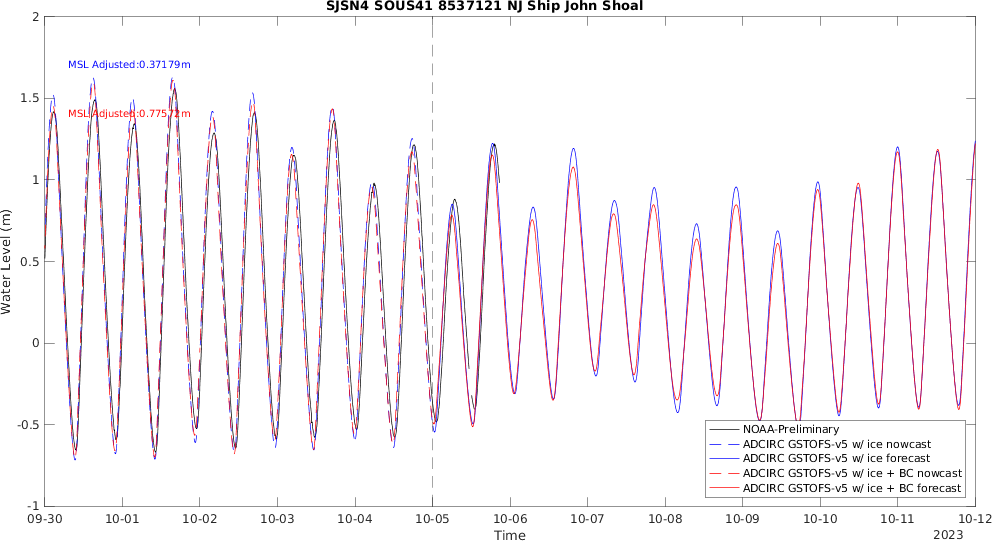 SJSN4 SOUS41 8537121 NJ Ship John Shoal
2
1.5
1
0.5
0
-0.5
-1
Water Level (m)
MSL Adjusted:0.37179m
MSL Adjusted:0.77572m
NOAA-Preliminary
ADCIRC GSTOFS-v5 w/ ice nowcast
ADCIRC GSTOFS-v5 w/ ice forecast
ADCIRC GSTOFS-v5 w/ ice + BC nowcast
ADCIRC GSTOFS-v5 w/ ice + BC forecast
09-30 10-01 10-02 10-03 10-04 10-05 10-06 10-07 10-08 10-09 10-10 10-11 10-12
Time
2023